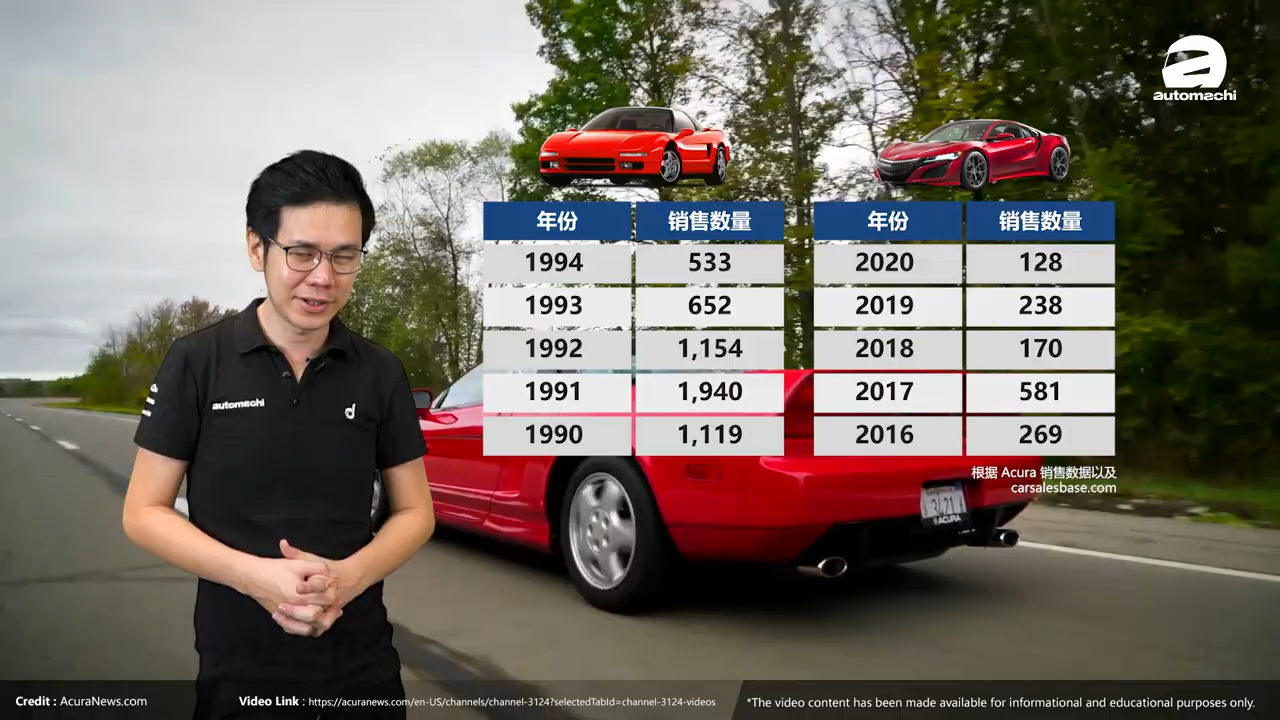 automachi
年份 销售数量 年份 销售数量
1994 533 2020 128
1993 652 2019 238
1992 1,154 2018 170
1991 1,940 2017 581
1990 1,119 2016 269
根据 Acura 销售数据以及
carsalesbase.com
automachi
ACURA
Credit : AcuraNews.com
Video Link : https://acuranews.com/en-US/channels/channel-3124?selectedTabId=channel-3124-videos
*The video content has been made available for informational and educational purposes only.